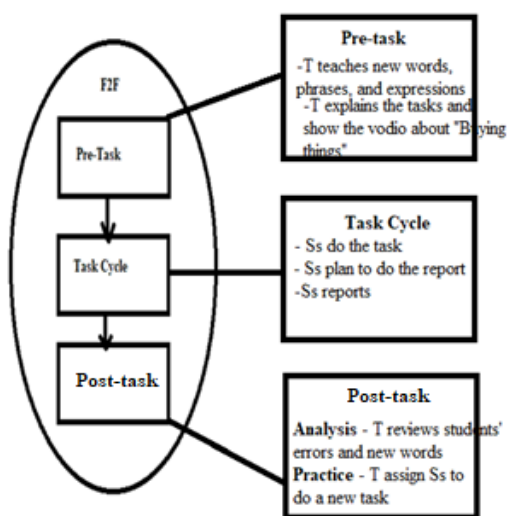 F2F
Pre-Task
Task Cycle
Post-task
Pre-task
-T teaches new words,
phrases, and expressions
-T explains the tasks and
show the vodio about "Buying
things"
Task Cycle
- Ss do the task
- Ss plan to do the report
-Ss reports
Post-task
Analysis - T reviews students'
errors and new words
Practice - T assign Ss to
do a new task